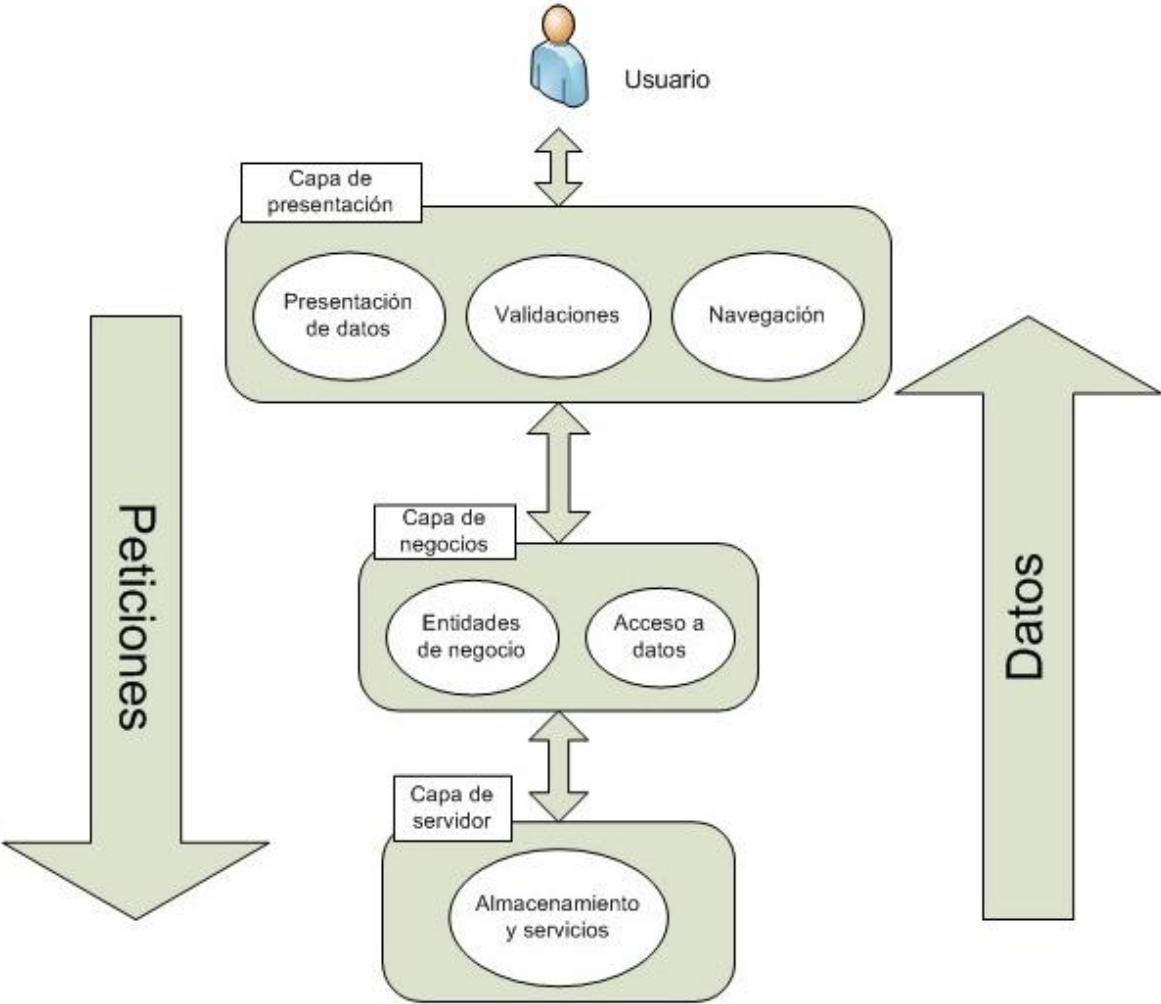 Usuario
Capa de
presentación
Presentación
de datos
Validaciones
Navegación
Peticiones
Datos
Capa de
negocios
Entidades
de negocio
Acceso a
datos
Capa de
servidor
Almacenamiento
y servicios